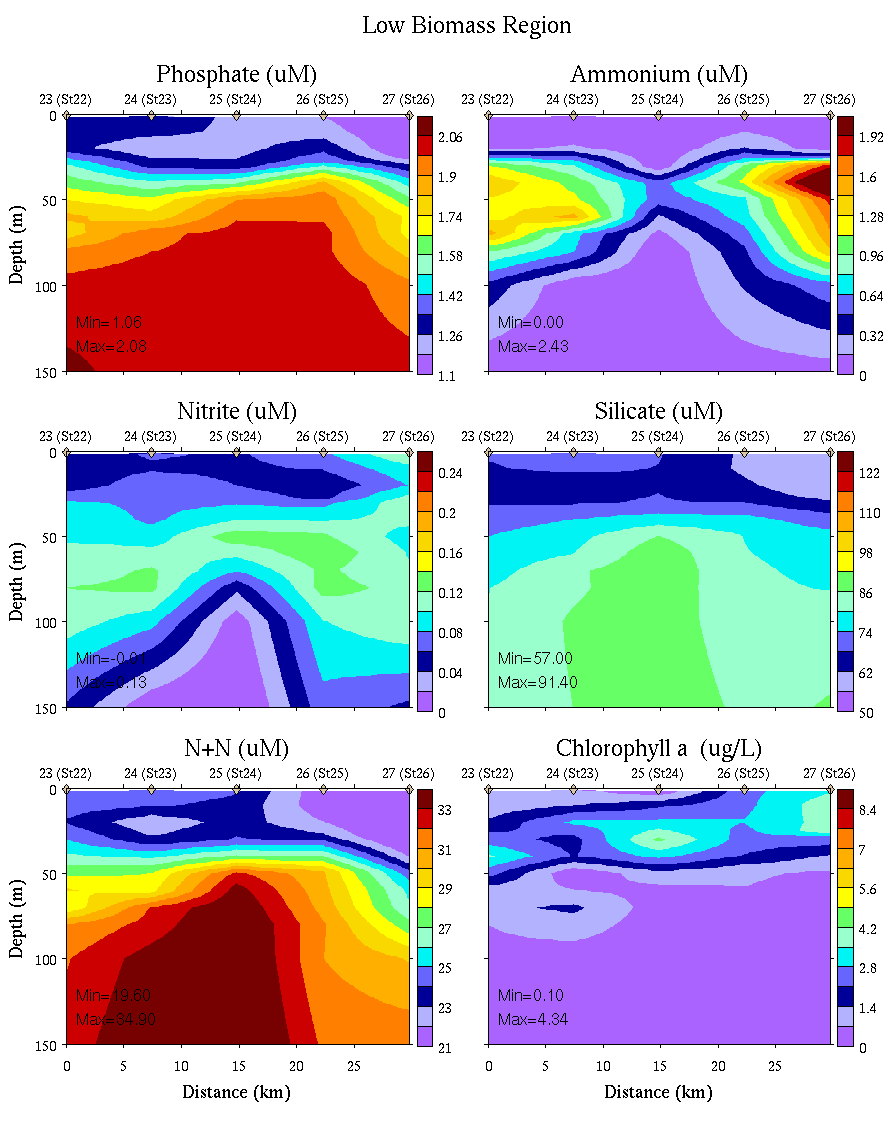 Low Biomass Region
Phosphate (uM)
23 (St22) 24 (St23) 25 (St24) 26 (St25) 27 (St26)
0
50
100
150
Depth (m)
Min=1.06
Max=2.08
2.06
1.9
1.74
1.58
1.42
1.26
1.1
Ammonium (uM)
23 (St22) 24 (St23) 25 (St24) 26 (St25) 27 (St26)
Min=0.00
Max=2.43
1.92
1.6
1.28
0.96
0.64
0.32
0
Nitrite (uM)
23 (St22) 24 (St23) 25 (St24) 26 (St25) 27 (St26)
0
50
100
150
Depth (m)
Min=-0.01
Max=0.13
0.24
0.2
0.16
0.12
0.08
0.04
0
Silicate (uM)
23 (St22) 24 (St23) 25 (St24) 26 (St25) 27 (St26)
Min=57.00
Max=91.40
122
110
98
86
74
62
50
N+N (uM)
23 (St22) 24 (St23) 25 (St24) 26 (St25) 27 (St26)
0
50
100
150
Depth (m)
Min=19.60
Max=34.90
33
31
29
27
25
23
21
0 5 10 15 20 25
Distance (km)
Chlorophyll a (ug/L)
23 (St22) 24 (St23) 25 (St24) 26 (St25) 27 (St26)
Min=0.10
Max=4.34
8.4
7
5.6
4.2
2.8
1.4
0
0 5 10 15 20 25
Distance (km)